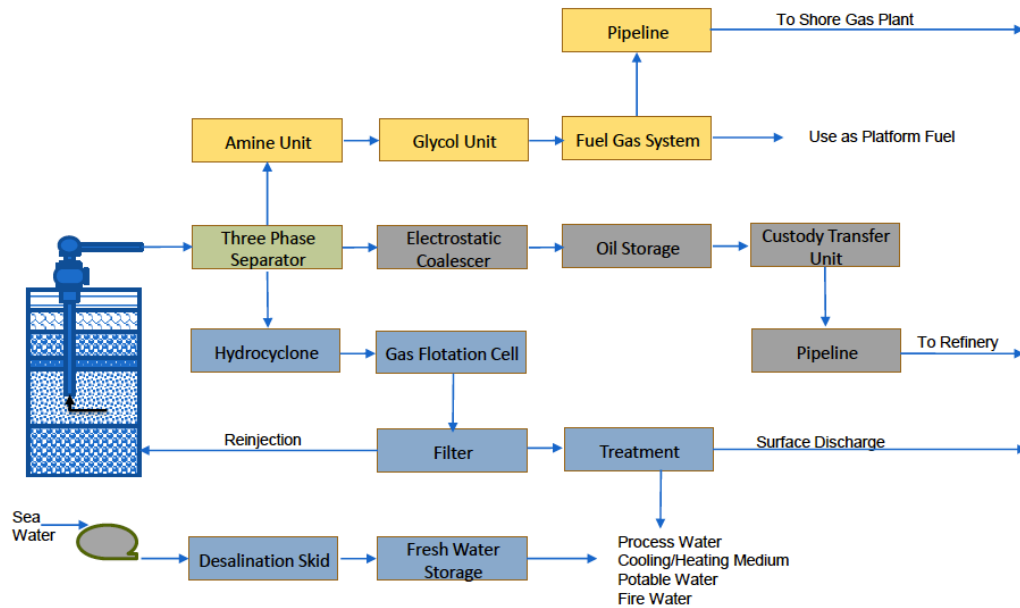 To Shore Gas Plant
Pipeline
Amine Unit
Glycol Unit
Fuel Gas System
Use as Platform Fuel
Three Phase
Separator
Electrostatic
Coalescer
Oil Storage
Custody Transfer
Unit
Hydrocyclone
Gas Flotation Cell
Pipeline
To Refinery
Reinjection
Filter
Treatment
Surface Discharge
Sea
Water
Desalination Skid
Fresh Water
Storage
Process Water
Cooling/Heating Medium
Potable Water
Fire Water